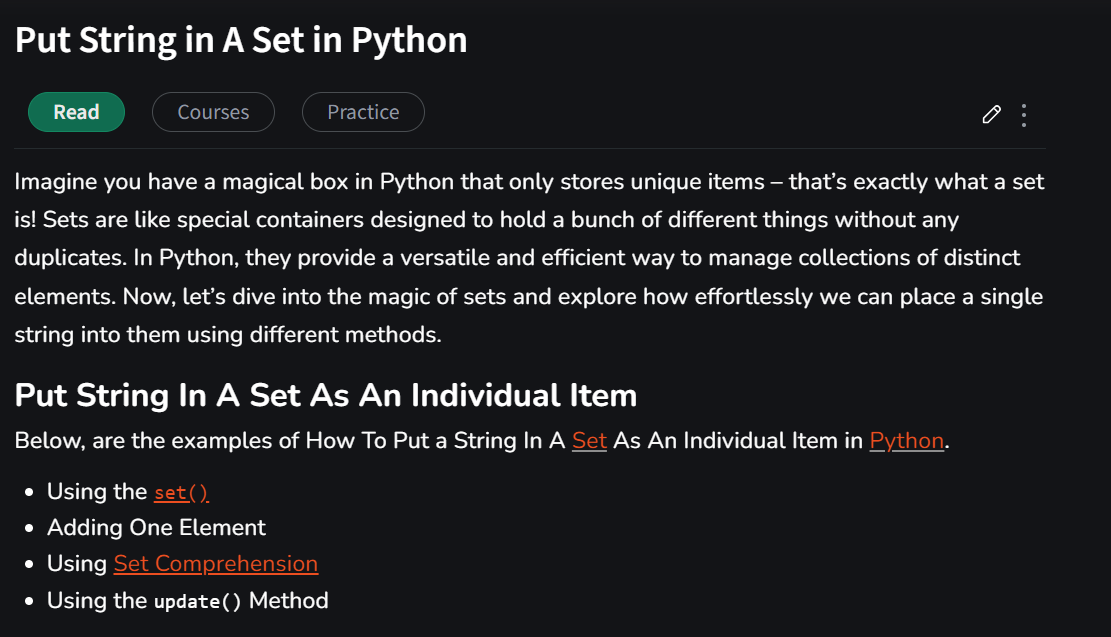 Put String in A Set in Python
Read
Courses
Practice
Imagine you have a magical box in Python that only stores unique items – that’s exactly what a set
is! Sets are like special containers designed to hold a bunch of different things without any
duplicates. In Python, they provide a versatile and efficient way to manage collections of distinct
elements. Now, let’s dive into the magic of sets and explore how effortlessly we can place a single
string into them using different methods.
Put String In A Set As An Individual Item
Below, are the examples of How To Put a String In A Set As An Individual Item in Python.
Using the set()
Adding One Element
Using Set Comprehension
Using the update() Method